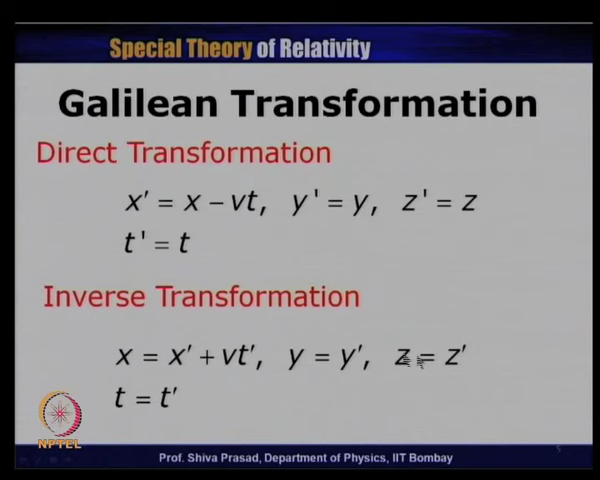 Special Theory of Relativity
Galilean Transformation
Direct Transformation
x′ = x – vt, y ' = y, z ' = z
t ' = t
Inverse Transformation
x = x′ + vt′, y = y′, z = z′
t = t′
NPTEL
Prof. Shiva Prasad, Department of Physics, IIT Bombay
5